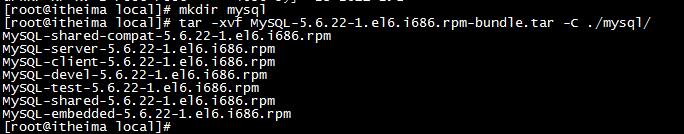 [root@itheima local]# mkdir mysql
[root@itheima local]# tar -xvf MySQL-5.6.22-1.el6.i686.rpm-bundle.tar -C ./mysql/
MySQL-shared-compat-5.6.22-1.el6.i686.rpm
MySQL-server-5.6.22-1.el6.i686.rpm
MySQL-client-5.6.22-1.el6.i686.rpm
MySQL-devel-5.6.22-1.el6.i686.rpm
MySQL-test-5.6.22-1.el6.i686.rpm
MySQL-shared-5.6.22-1.el6.i686.rpm
MySQL-embedded-5.6.22-1.el6.i686.rpm
[root@itheima local]#